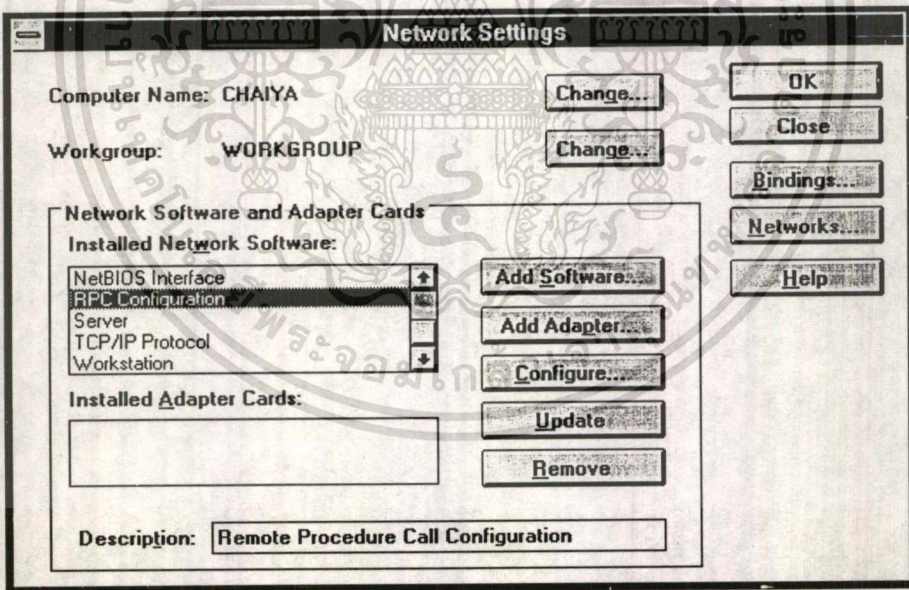 Network Settings
Computer Name: CHAIYA
Change...
OK
Close
Workgroup: WORKGROUP
Change...
Bindings...
Networks...
Help
Network Software and Adapter Cards
Installed Network Software:
NetBIOS Interface
RPC Configuration
Server
TCP/IP Protocol
Workstation
Add Software...
Add Adapter...
Configure...
Update
Remove
Installed Adapter Cards:
Description: Remote Procedure Call Configuration